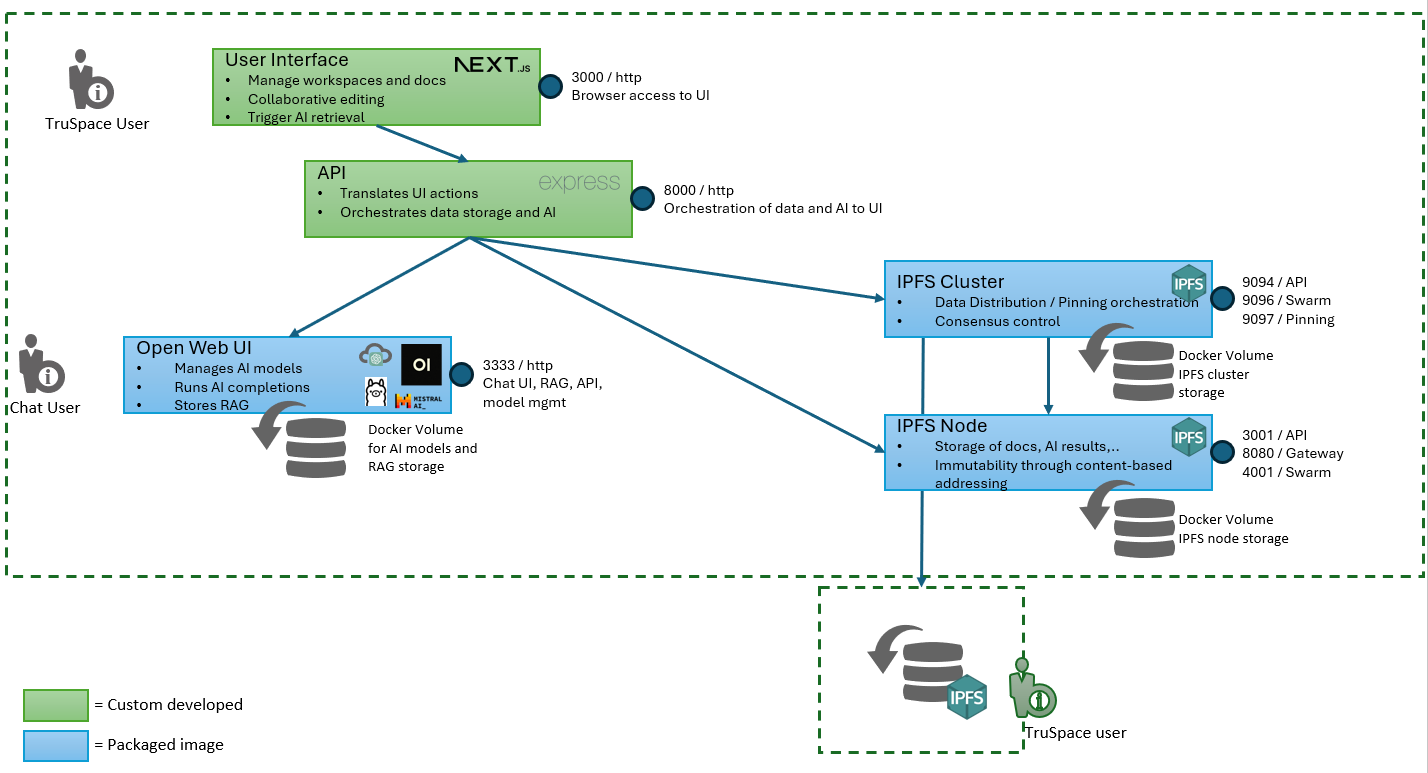 User Interface
NEXT.JS
• Manage workspaces and docs
• Collaborative editing
• Trigger AI retrieval
3000 / http
Browser access to UI
TruSpace User
API
express
• Translates UI actions
• Orchestrates data storage and AI
8000 / http
Orchestration of data and AI to UI
IPFS Cluster
IPFS
• Data Distribution / Pinning orchestration
• Consensus control
9094 / API
9096 / Swarm
9097 / Pinning
Docker Volume
IPFS cluster
storage
Chat User
Open Web UI
• Manages AI models
• Runs AI completions
• Stores RAG
OI
MISTRAL
AI_
3333 / http
Chat UI, RAG, API,
model mgmt
Docker Volume
for AI models and
RAG storage
IPFS Node
IPFS
• Storage of docs, AI results,..
• Immutability through content-based
addressing
3001 / API
8080 / Gateway
4001 / Swarm
Docker Volume
IPFS node storage
IPFS
TruSpace user
= Custom developed
= Packaged image